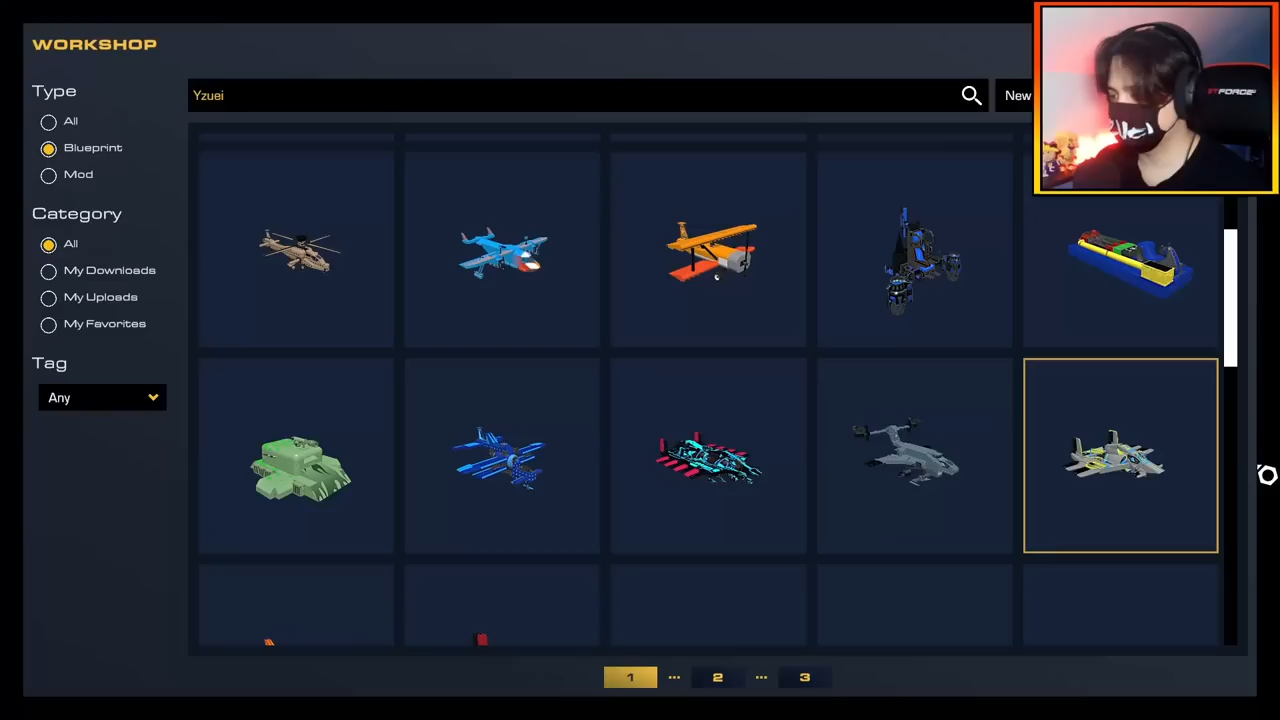 WORKSHOP
Type
All
Blueprint
Mod
Category
All
My Downloads
My Uploads
My Favorites
Tag
Any
Yzuei
New
GTFORCE
1 ... 2 ... 3